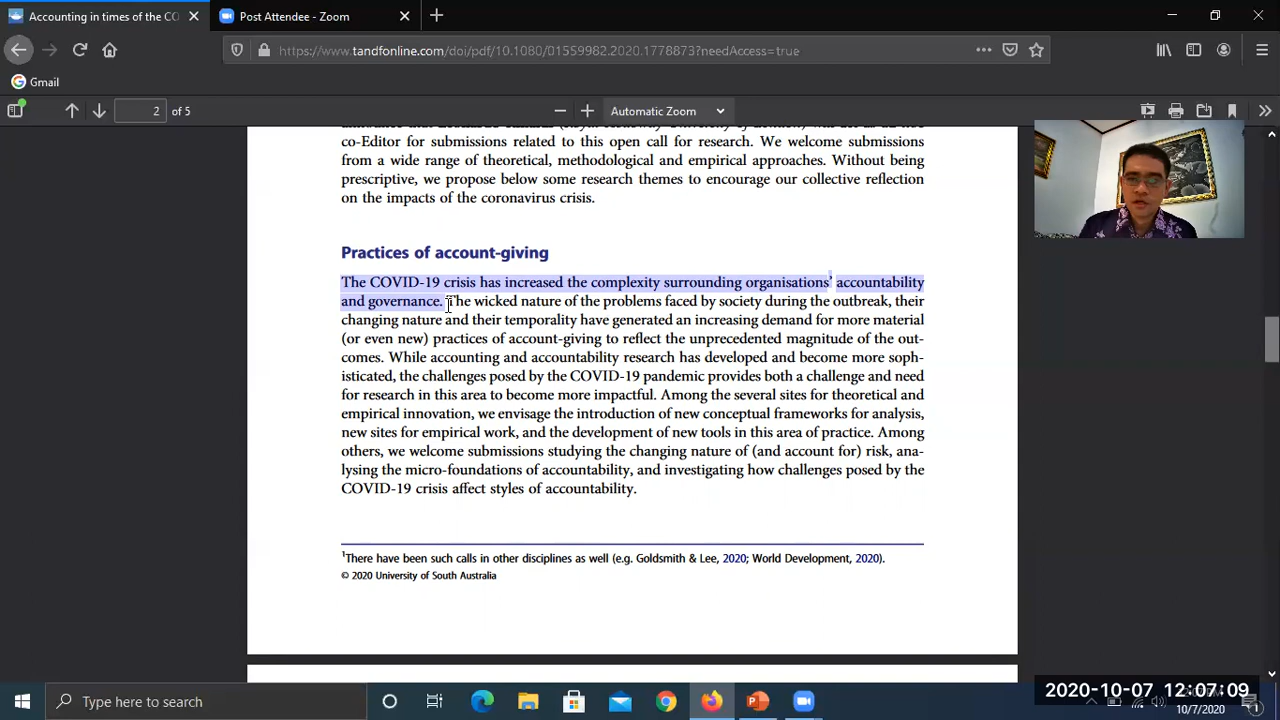 Accounting in times of the CO
Post Attendee - Zoom
https://www.tandfonline.com/doi/pdf/10.1080/01559982.2020.1778873?needAccess=true
Gmail
2 of 5
Automatic Zoom
co-Editor for submissions related to this open call for research. We welcome submissions
from a wide range of theoretical, methodological and empirical approaches. Without being
prescriptive, we propose below some research themes to encourage our collective reflection
on the impacts of the coronavirus crisis.
Practices of account-giving
The COVID-19 crisis has increased the complexity surrounding organisations' accountability
and governance. The wicked nature of the problems faced by society during the outbreak, their
changing nature and their temporality have generated an increasing demand for more material
(or even new) practices of account-giving to reflect the unprecedented magnitude of the out-
comes. While accounting and accountability research has developed and become more soph-
isticated, the challenges posed by the COVID-19 pandemic provides both a challenge and need
for research in this area to become more impactful. Among the several sites for theoretical and
empirical innovation, we envisage the introduction of new conceptual frameworks for analysis,
new sites for empirical work, and the development of new tools in this area of practice. Among
others, we welcome submissions studying the changing nature of (and account for) risk, ana-
lysing the micro-foundations of accountability, and investigating how challenges posed by the
COVID-19 crisis affect styles of accountability.
1There have been such calls in other disciplines as well (e.g. Goldsmith & Lee, 2020; World Development, 2020).
© 2020 University of South Australia
Type here to search
2020-10-07 12:07:09
10/7/2020